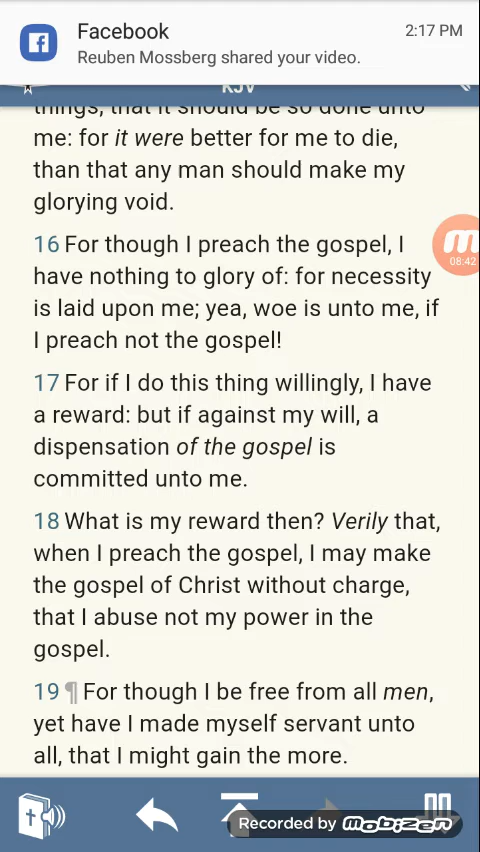 Facebook
2:17 PM
Reuben Mossberg shared your video.
KJV
things, that it should be so done unto
me: for it were better for me to die,
than that any man should make my
glorying void.
16 For though I preach the gospel, I
have nothing to glory of: for necessity
is laid upon me; yea, woe is unto me, if
I preach not the gospel!
17 For if I do this thing willingly, I have
a reward: but if against my will, a
dispensation of the gospel is
committed unto me.
18 What is my reward then? Verily that,
when I preach the gospel, I may make
the gospel of Christ without charge,
that I abuse not my power in the
gospel.
19 ¶ For though I be free from all men,
yet have I made myself servant unto
all, that I might gain the more.
08:42
Recorded by mobizen